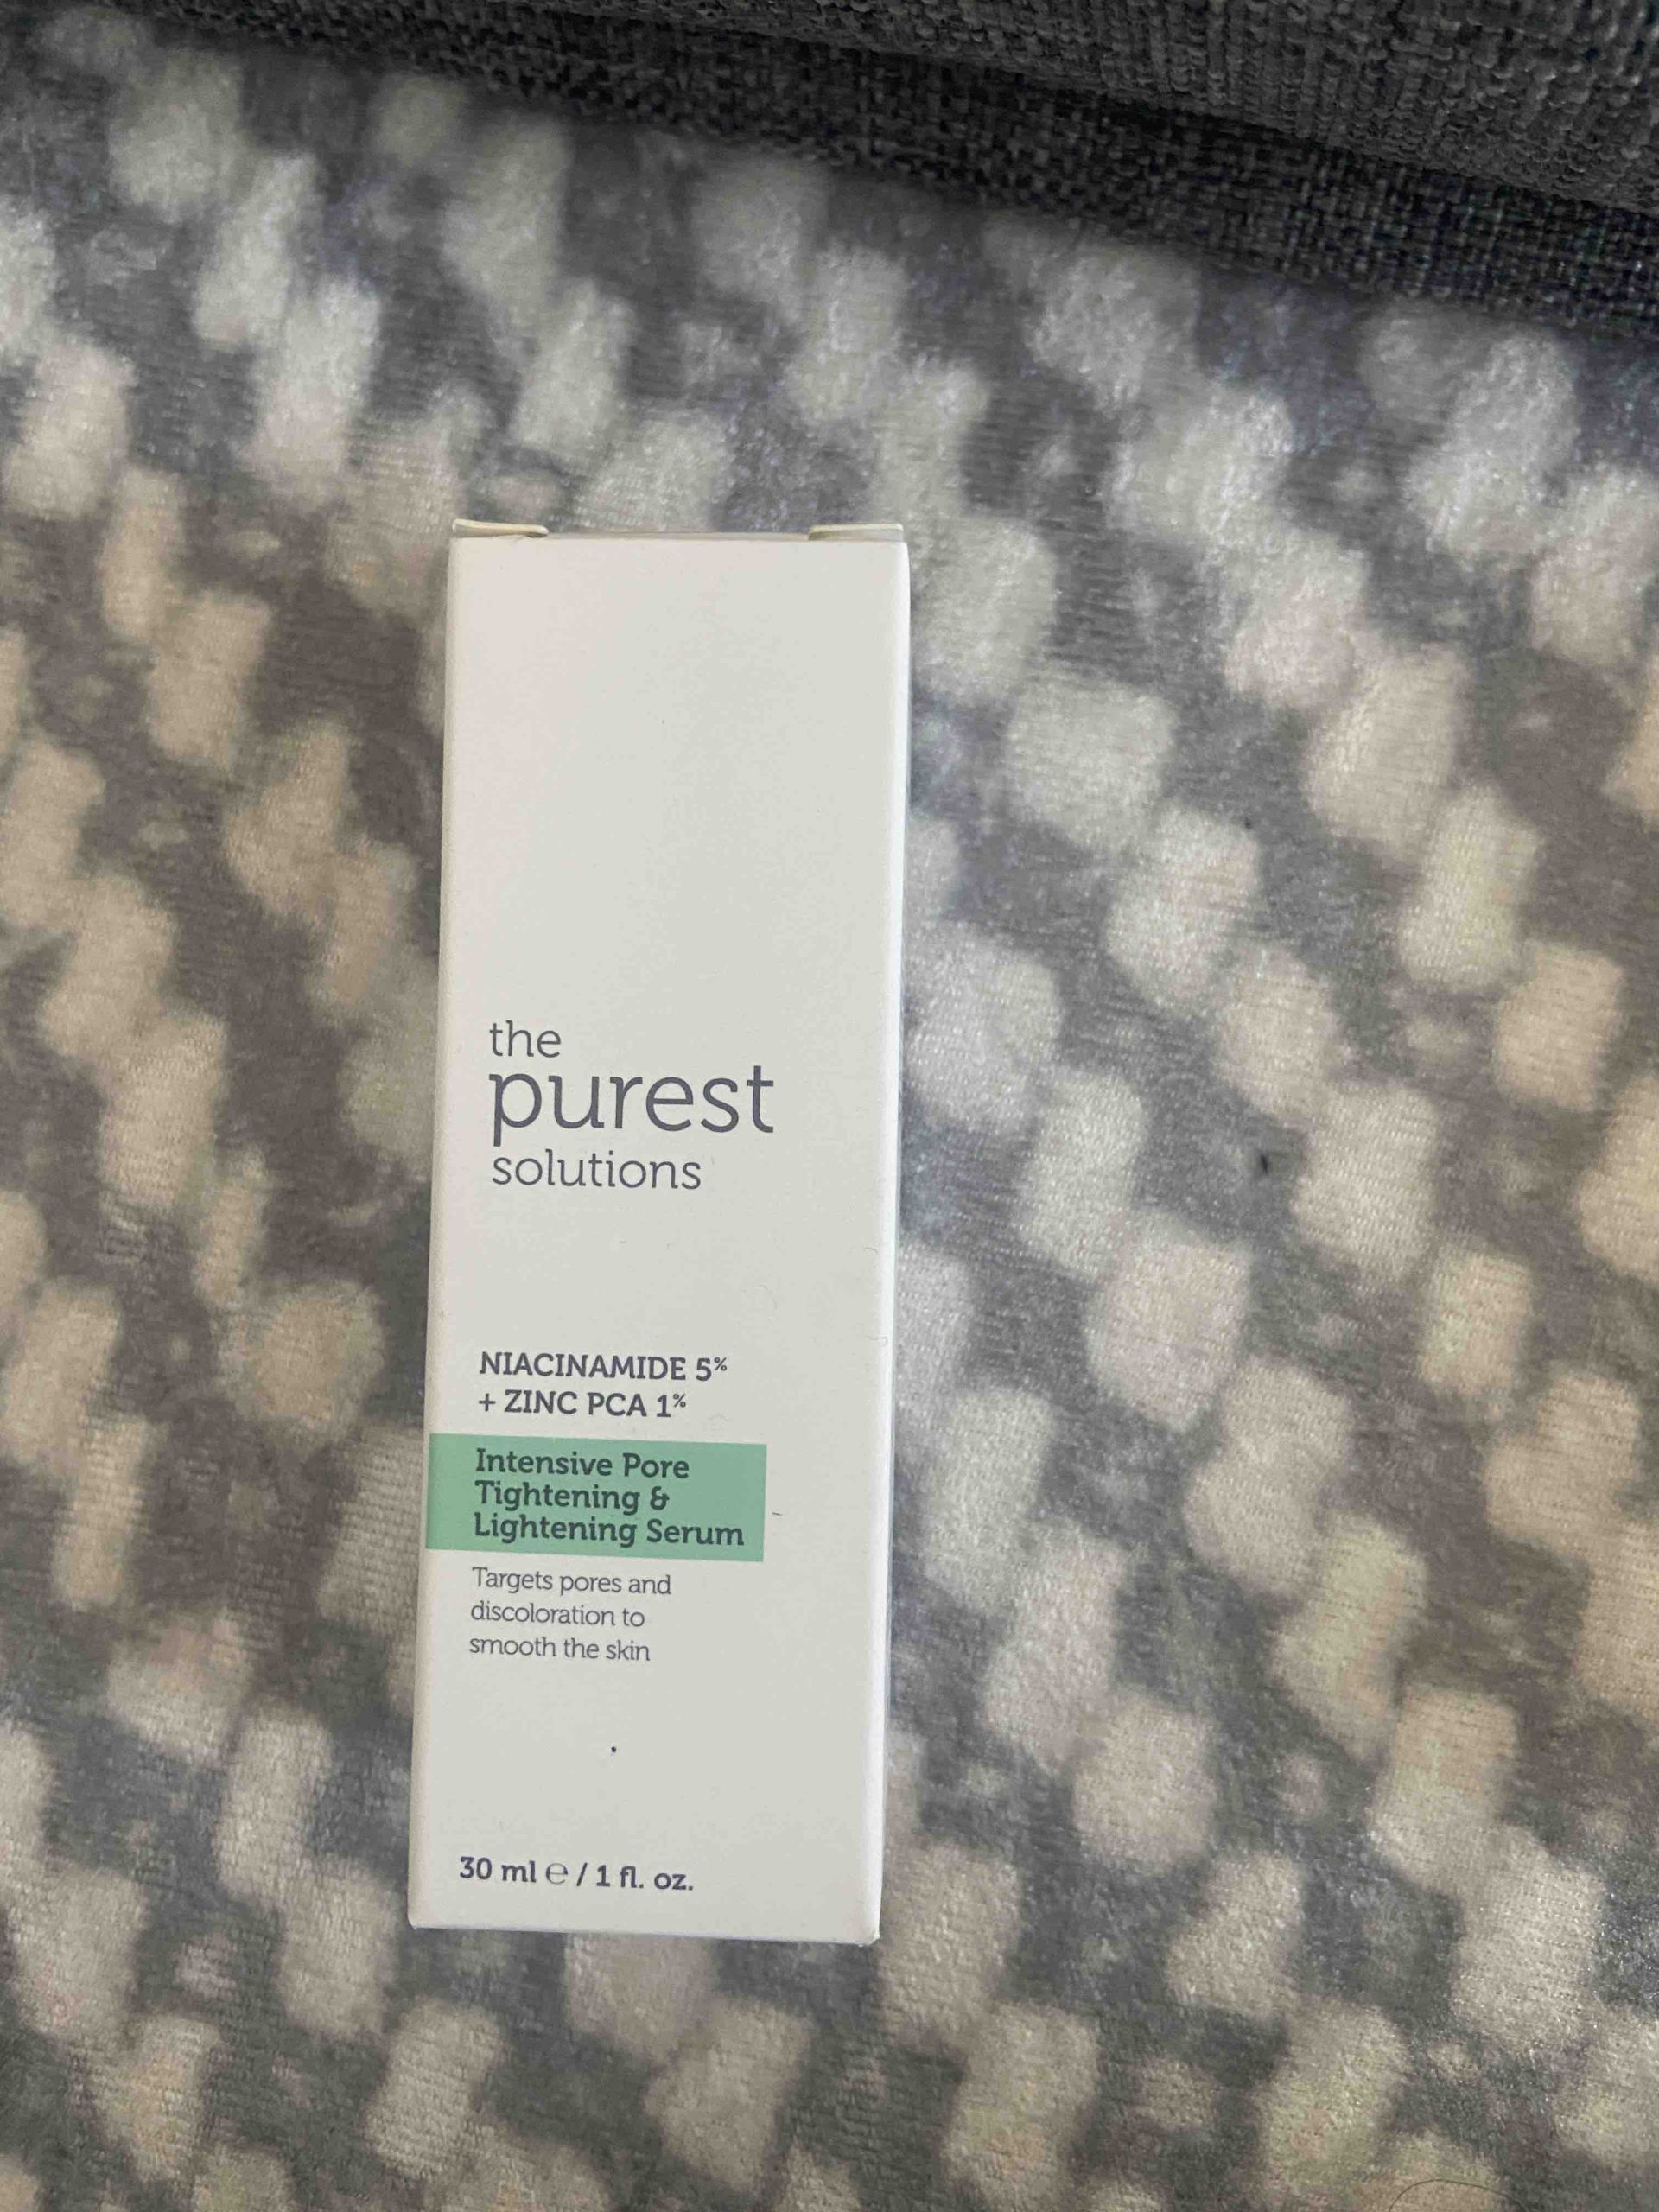 the
purest
solutions
NIACINAMIDE 5%
+ ZINC PCA 1%
Intensive Pore
Tightening &
Lightening Serum
Targets pores and
discoloration to
smooth the skin
30 ml ℮ / 1 fl. oz.